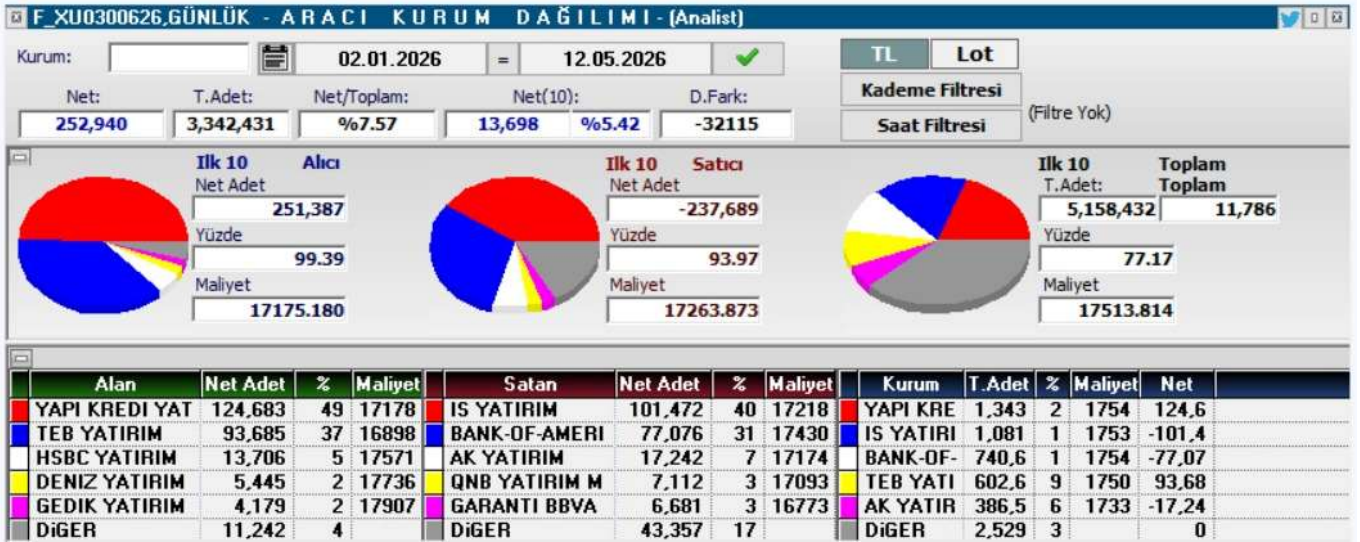 F_XU0300626,GÜNLÜK - A R A C I   K U R U M   D A Ğ I L I M I - (Analist)
Kurum: 02.01.2026 = 12.05.2026 TL Lot
Kademe Filtresi
Net: T.Adet: Net/Toplam: Net(10): D.Fark:
252,940 3,342,431 %7.57 13,698 %5.42 -32115 Saat Filtresi (Filtre Yok)
Ilk 10 Alıcı Ilk 10 Satıcı Ilk 10 Toplam
Net Adet Net Adet T.Adet: Toplam
251,387 -237,689 5,158,432 11,786
Yüzde Yüzde Yüzde
99.39 93.97 77.17
Maliyet Maliyet Maliyet
17175.180 17263.873 17513.814
Alan Net Adet % Maliyet Satan Net Adet % Maliyet Kurum T.Adet % Maliyet Net
YAPI KREDI YAT 124,683 49 17178 IS YATIRIM 101,472 40 17218 YAPI KRE 1,343 2 1754 124,6
TEB YATIRIM 93,685 37 16898 BANK-OF-AMERI 77,076 31 17430 IS YATIRI 1,081 1 1753 -101,4
HSBC YATIRIM 13,706 5 17571 AK YATIRIM 17,242 7 17174 BANK-OF- 740,6 1 1754 -77,07
DENIZ YATIRIM 5,445 2 17736 QNB YATIRIM M 7,112 3 17093 TEB YATI 602,6 9 1750 93,68
GEDIK YATIRIM 4,179 2 17907 GARANTI BBVA 6,681 3 16773 AK YATIR 386,5 6 1733 -17,24
DiGER 11,242 4 DiGER 43,357 17 DiGER 2,529 3 0